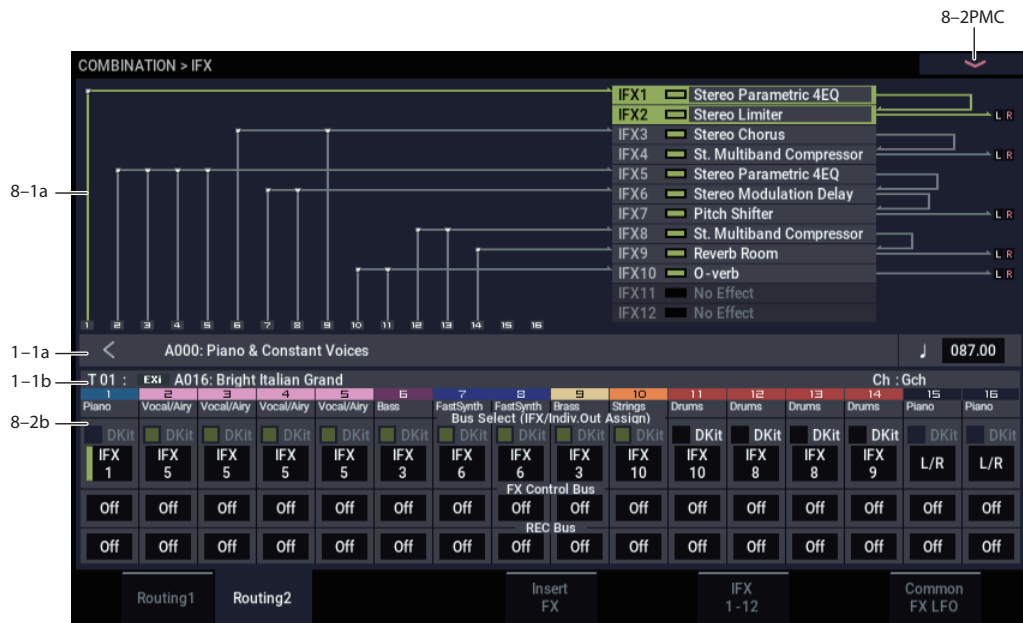 8–2PMC
COMBINATION > IFX
IFX1 Stereo Parametric 4EQ
IFX2 Stereo Limiter L R
IFX3 Stereo Chorus
IFX4 St. Multiband Compressor L R
8–1a
IFX5 Stereo Parametric 4EQ
IFX6 Stereo Modulation Delay
IFX7 Pitch Shifter L R
IFX8 St. Multiband Compressor
IFX9 Reverb Room L R
IFX10 O-verb L R
IFX11 No Effect
IFX12 No Effect
1 2 3 4 5 6 7 8 9 10 11 12 13 14 15 16
1–1a
A000: Piano & Constant Voices ♩ 087.00
1–1b
T 01 : EXi A016: Bright Italian Grand Ch : Gch
1 2 3 4 5 6 7 8 9 10 11 12 13 14 15 16
Piano Vocal/Airy Vocal/Airy Vocal/Airy Vocal/Airy Bass FastSynth FastSynth Brass Strings Drums Drums Drums Drums Piano Piano
Bus Select (IFX/Indiv.Out Assign)
8–2b
DKit DKit DKit DKit DKit DKit DKit DKit DKit DKit DKit DKit DKit DKit DKit DKit
IFX 1 IFX 5 IFX 5 IFX 5 IFX 5 IFX 3 IFX 6 IFX 6 IFX 3 IFX 10 IFX 10 IFX 8 IFX 8 IFX 9 L/R L/R
FX Control Bus
Off Off Off Off Off Off Off Off Off Off Off Off Off Off Off Off
REC Bus
Off Off Off Off Off Off Off Off Off Off Off Off Off Off Off Off
Routing1 Routing2 Insert FX IFX 1-12 Common FX LFO